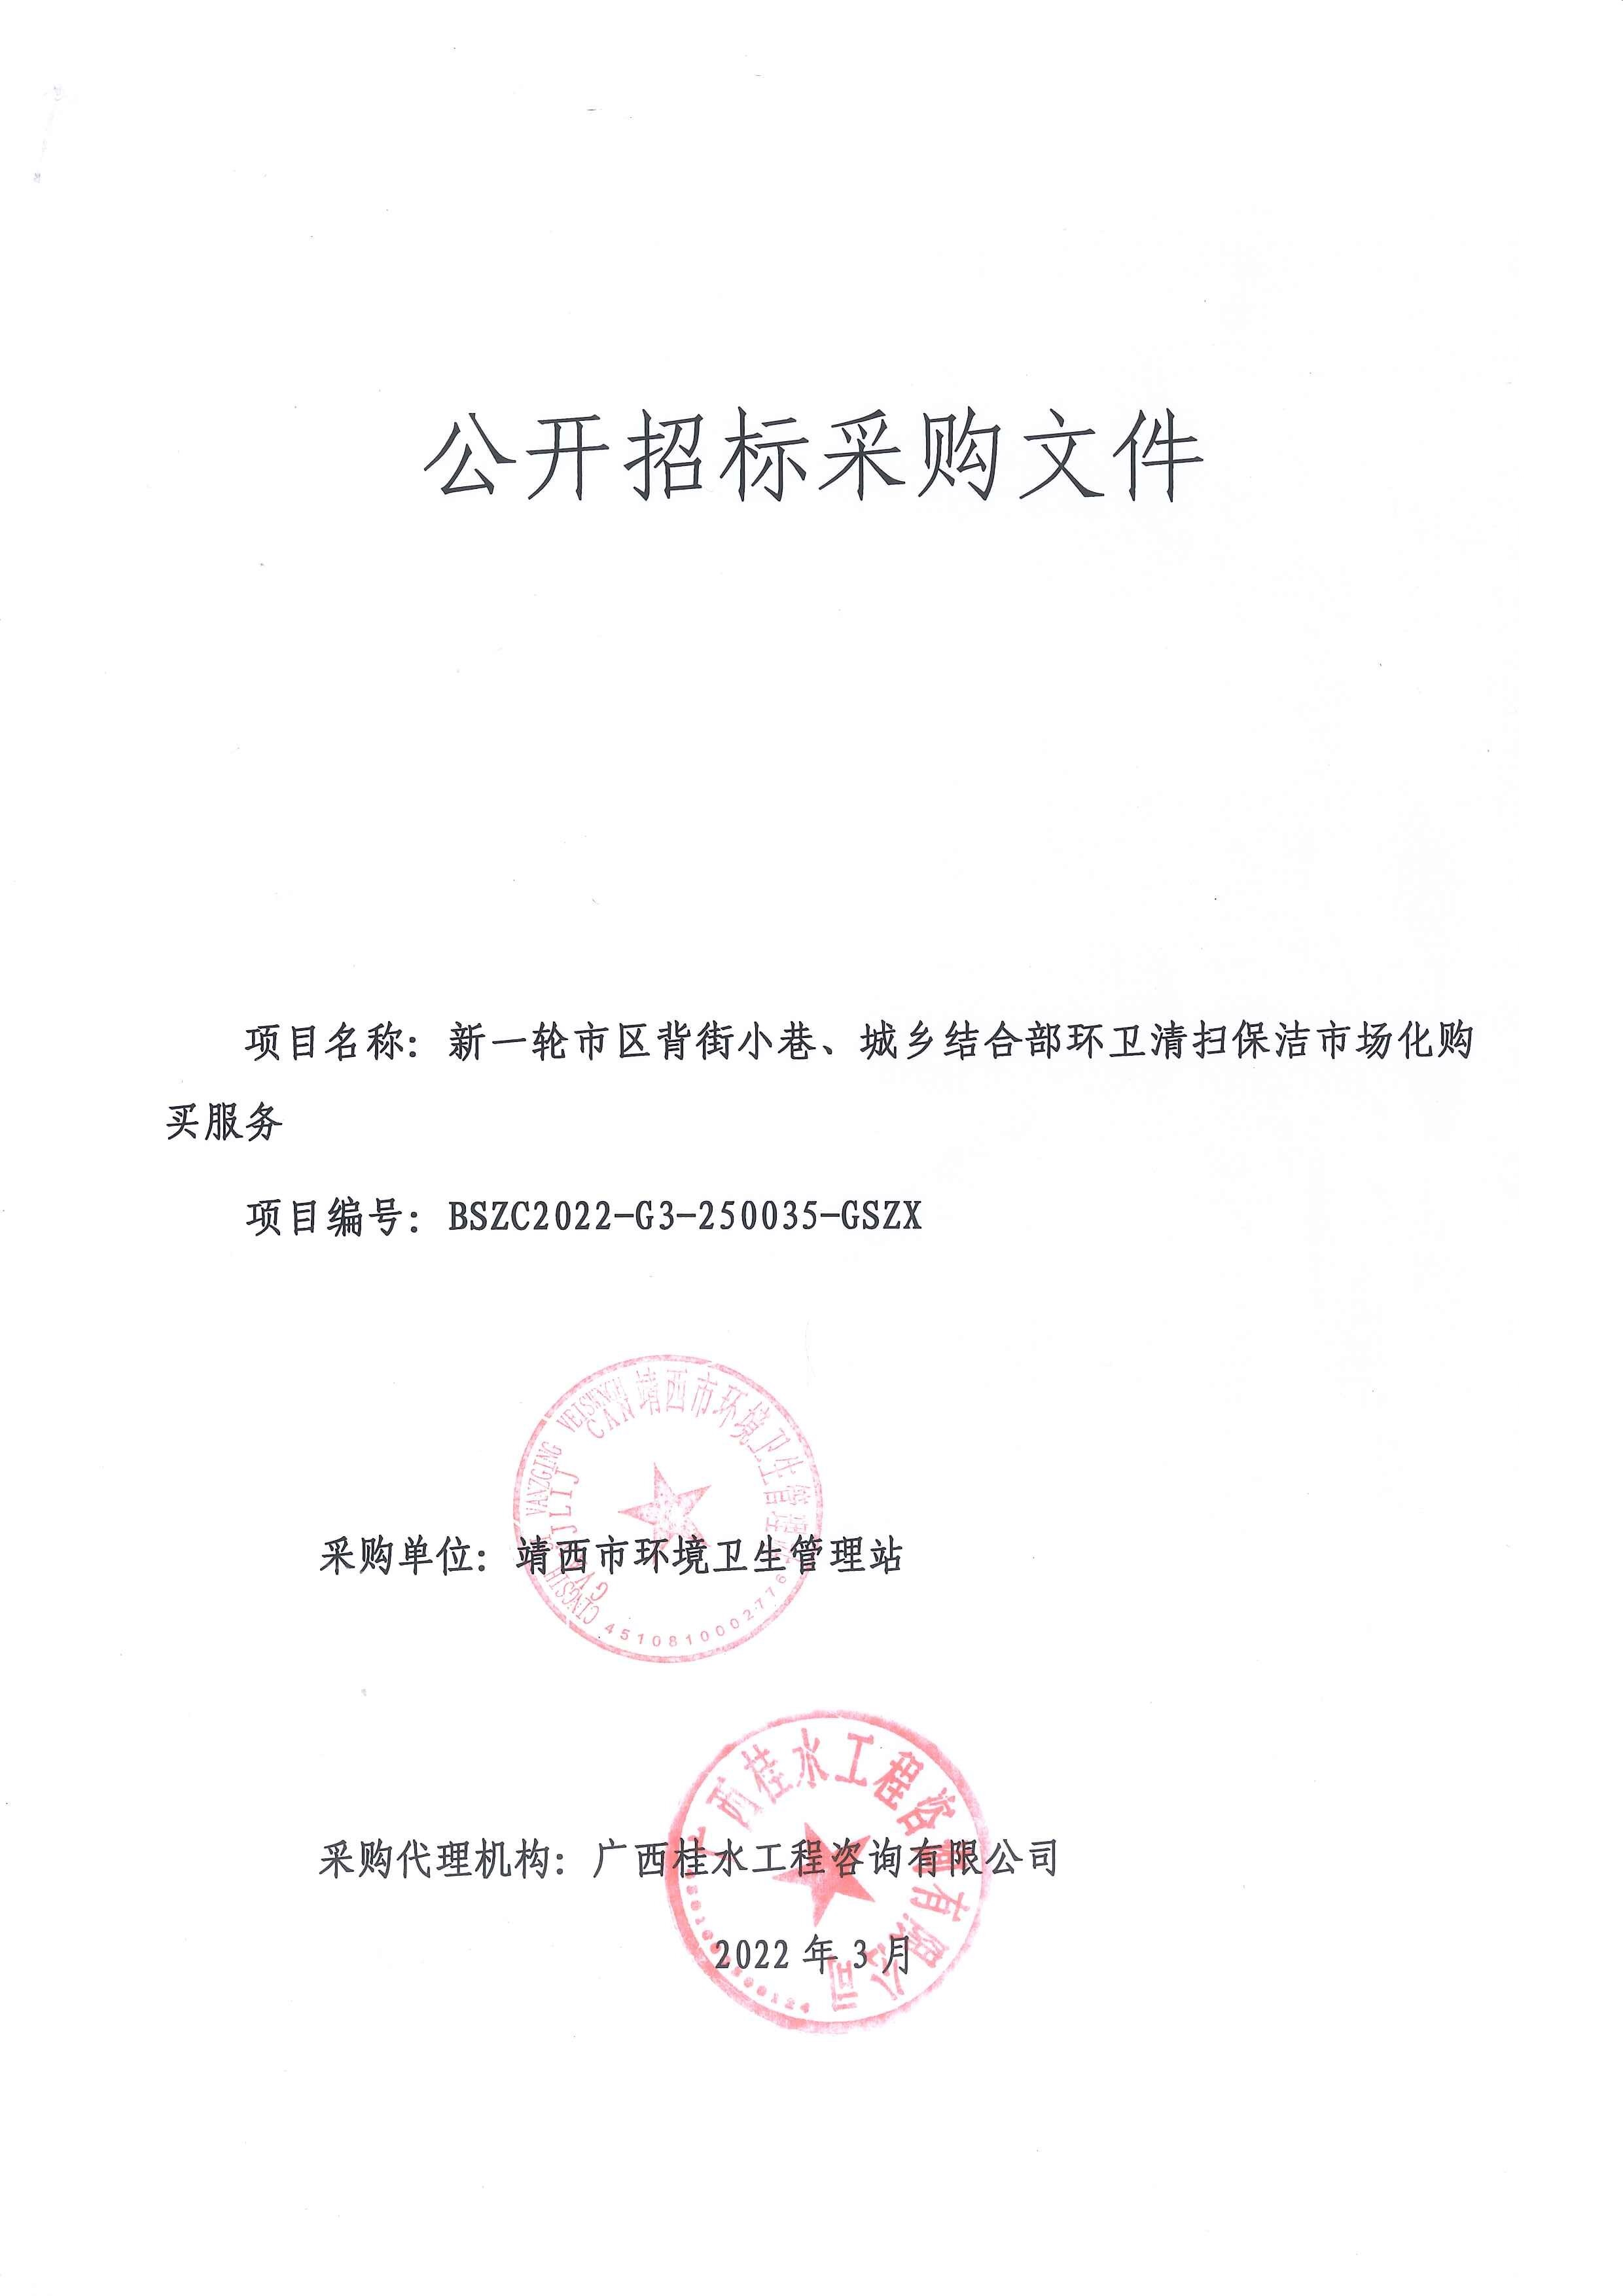 公开招标采购文件
项目名称：新一轮市区背街小巷、城乡结合部环卫清扫保洁市场化购
买服务
项目编号：BSZC2022-G3-250035-GSZX
靖西市环境卫生管理
4510810002776
采购单位：靖西市环境卫生管理站
广西桂水工程咨询有限公司
采购代理机构：广西桂水工程咨询有限公司
2022年3月